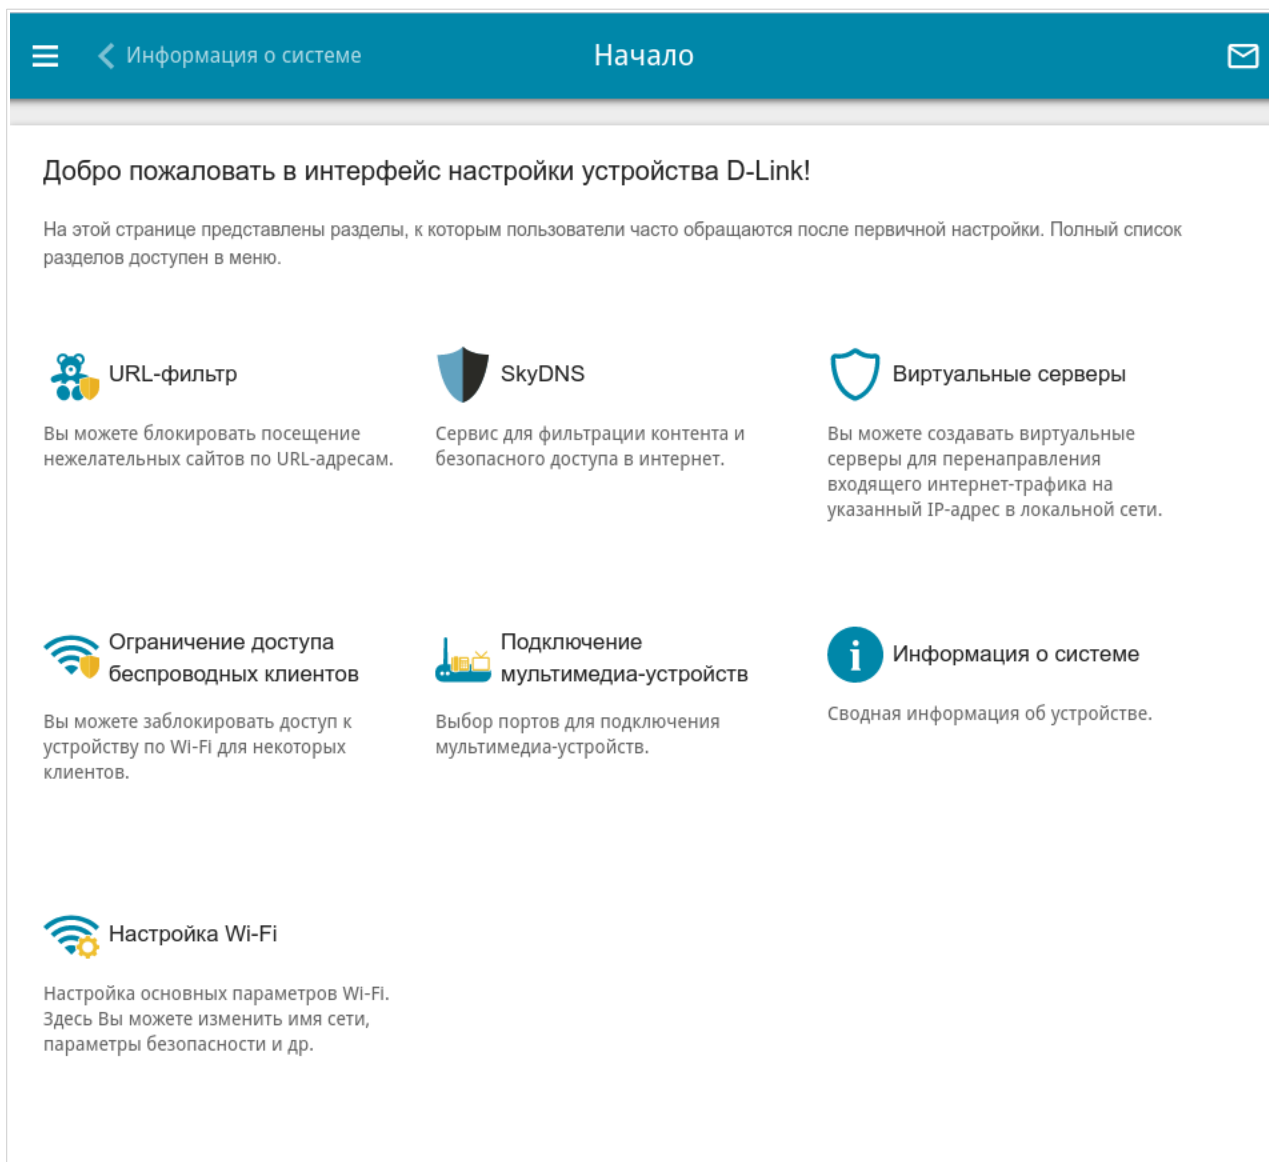 Информация о системе
Начало
Добро пожаловать в интерфейс настройки устройства D-Link!
На этой странице представлены разделы, к которым пользователи часто обращаются после первичной настройки. Полный список
разделов доступен в меню.
URL-фильтр
Вы можете блокировать посещение
нежелательных сайтов по URL-адресам.
SkyDNS
Сервис для фильтрации контента и
безопасного доступа в интернет.
Виртуальные серверы
Вы можете создавать виртуальные
серверы для перенаправления
входящего интернет-трафика на
указанный IP-адрес в локальной сети.
Ограничение доступа
беспроводных клиентов
Вы можете заблокировать доступ к
устройству по Wi-Fi для некоторых
клиентов.
Подключение
мультимедиа-устройств
Выбор портов для подключения
мультимедиа-устройств.
Информация о системе
Сводная информация об устройстве.
Настройка Wi-Fi
Настройка основных параметров Wi-Fi.
Здесь Вы можете изменить имя сети,
параметры безопасности и др.